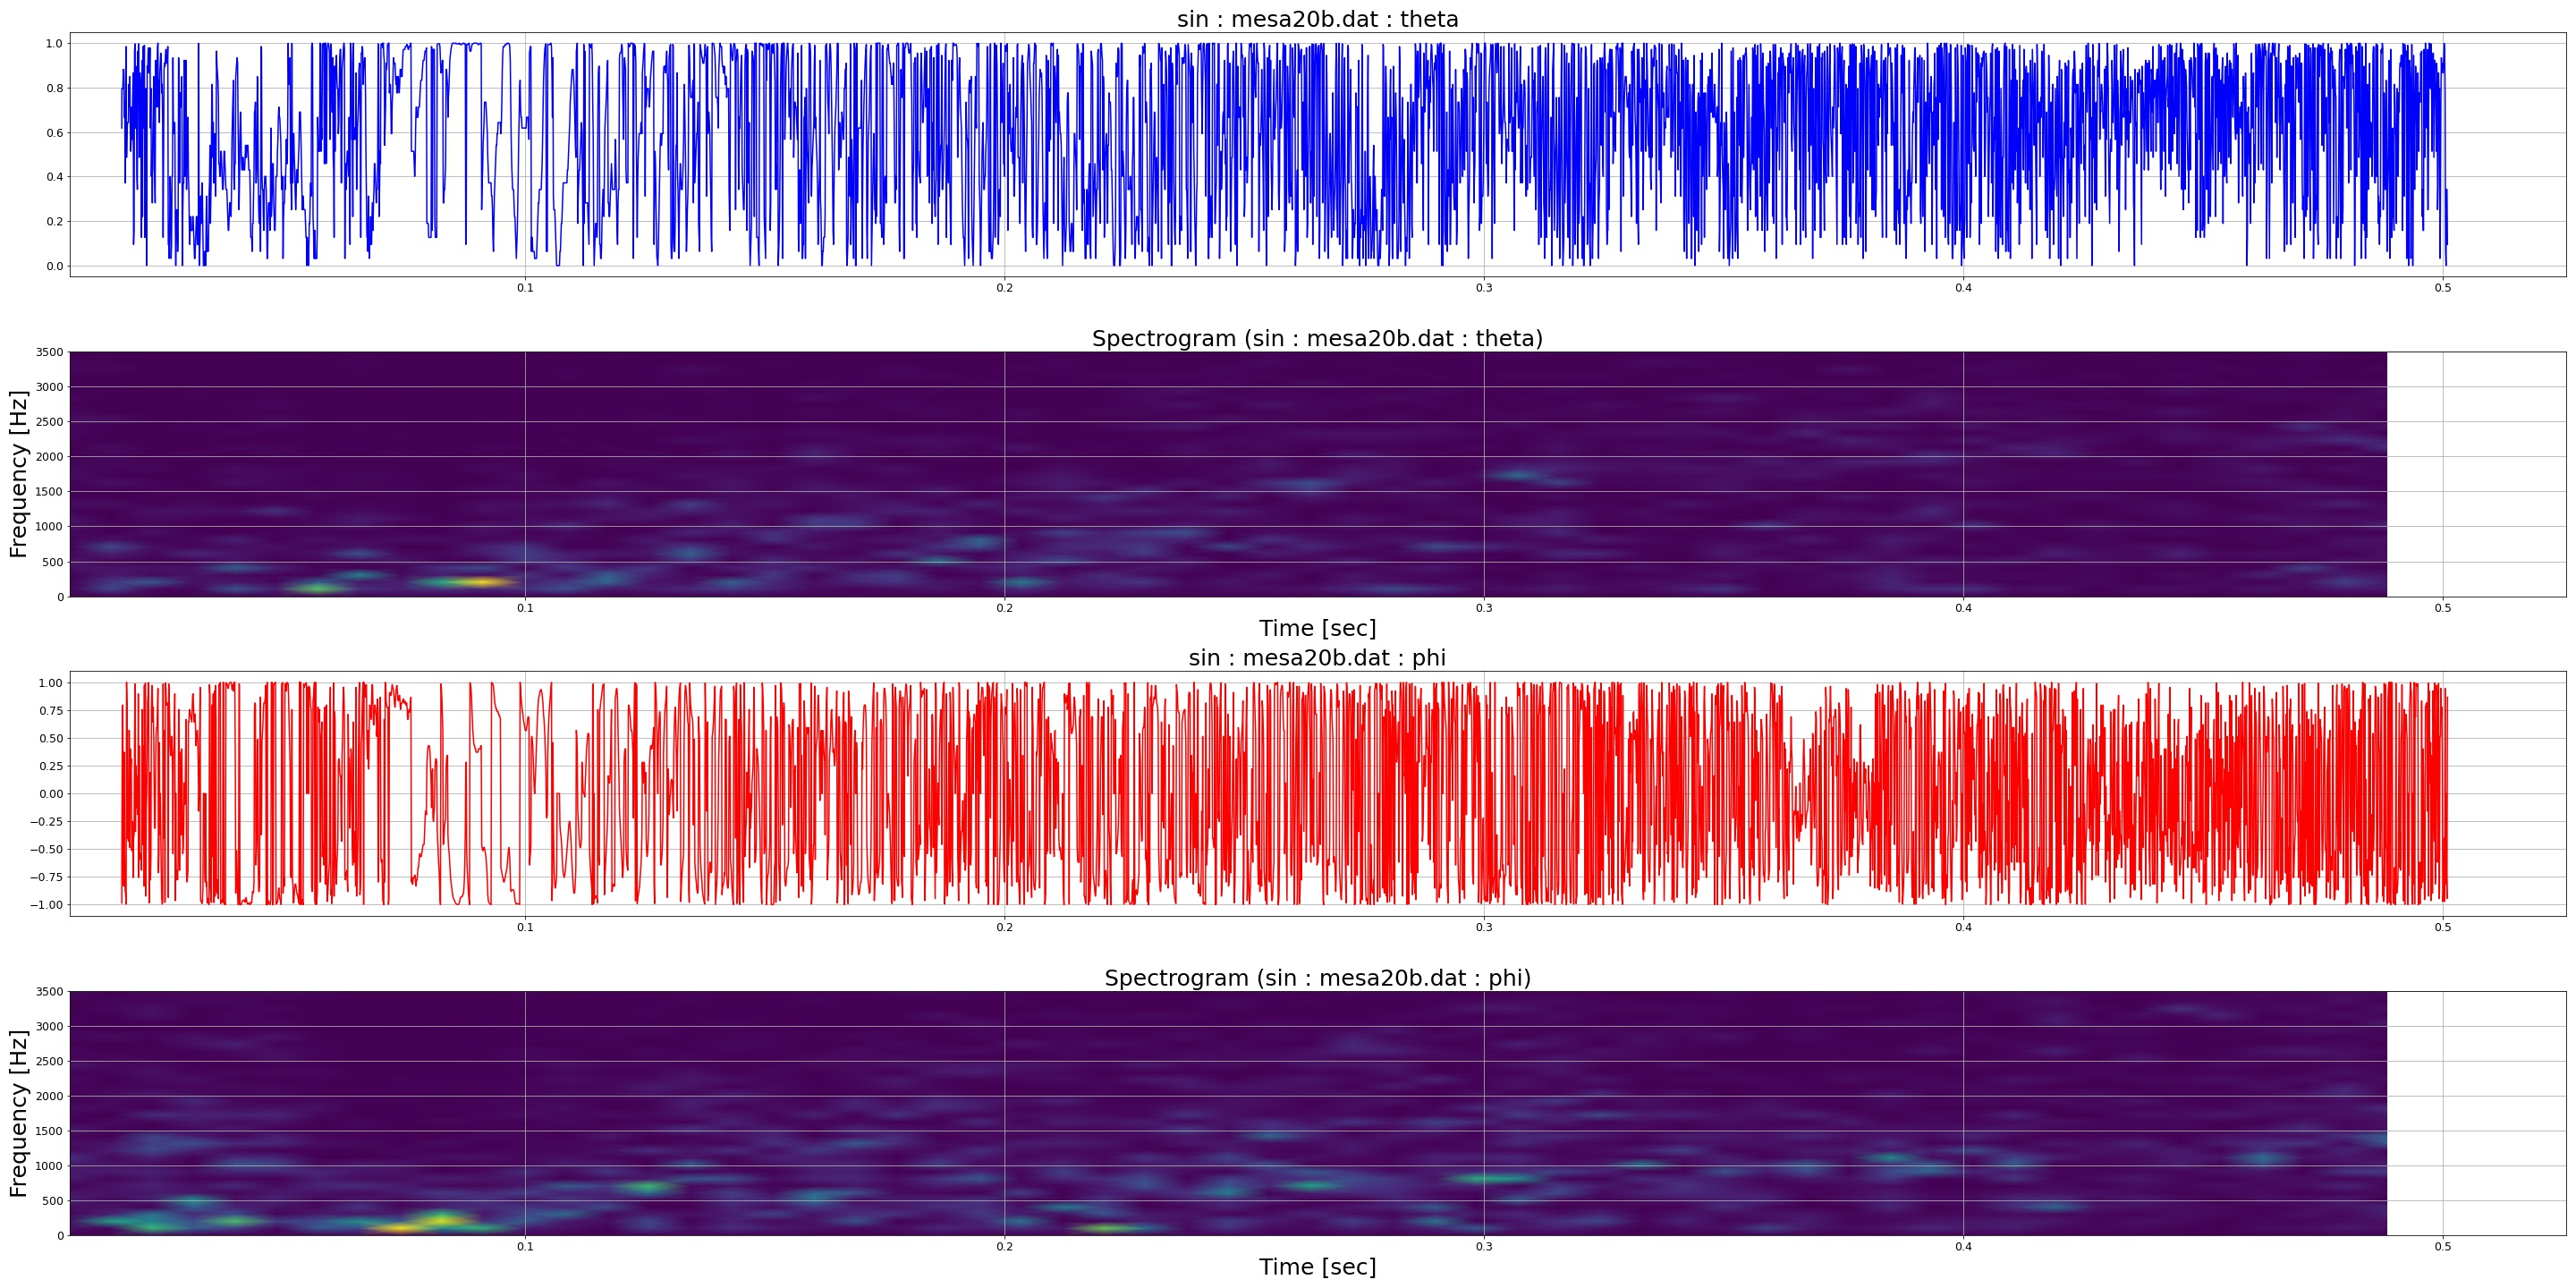 sin : mesa20b.dat : theta
1.0
0.8
0.6
0.4
0.2
0.0
0.1 0.2 0.3 0.4 0.5
Spectrogram (sin : mesa20b.dat : theta)
Frequency [Hz]
3500
3000
2500
2000
1500
1000
500
0
0.1 0.2 0.3 0.4 0.5
Time [sec]
sin : mesa20b.dat : phi
1.00
0.75
0.50
0.25
0.00
−0.25
−0.50
−0.75
−1.00
0.1 0.2 0.3 0.4 0.5
Spectrogram (sin : mesa20b.dat : phi)
Frequency [Hz]
3500
3000
2500
2000
1500
1000
500
0
0.1 0.2 0.3 0.4 0.5
Time [sec]